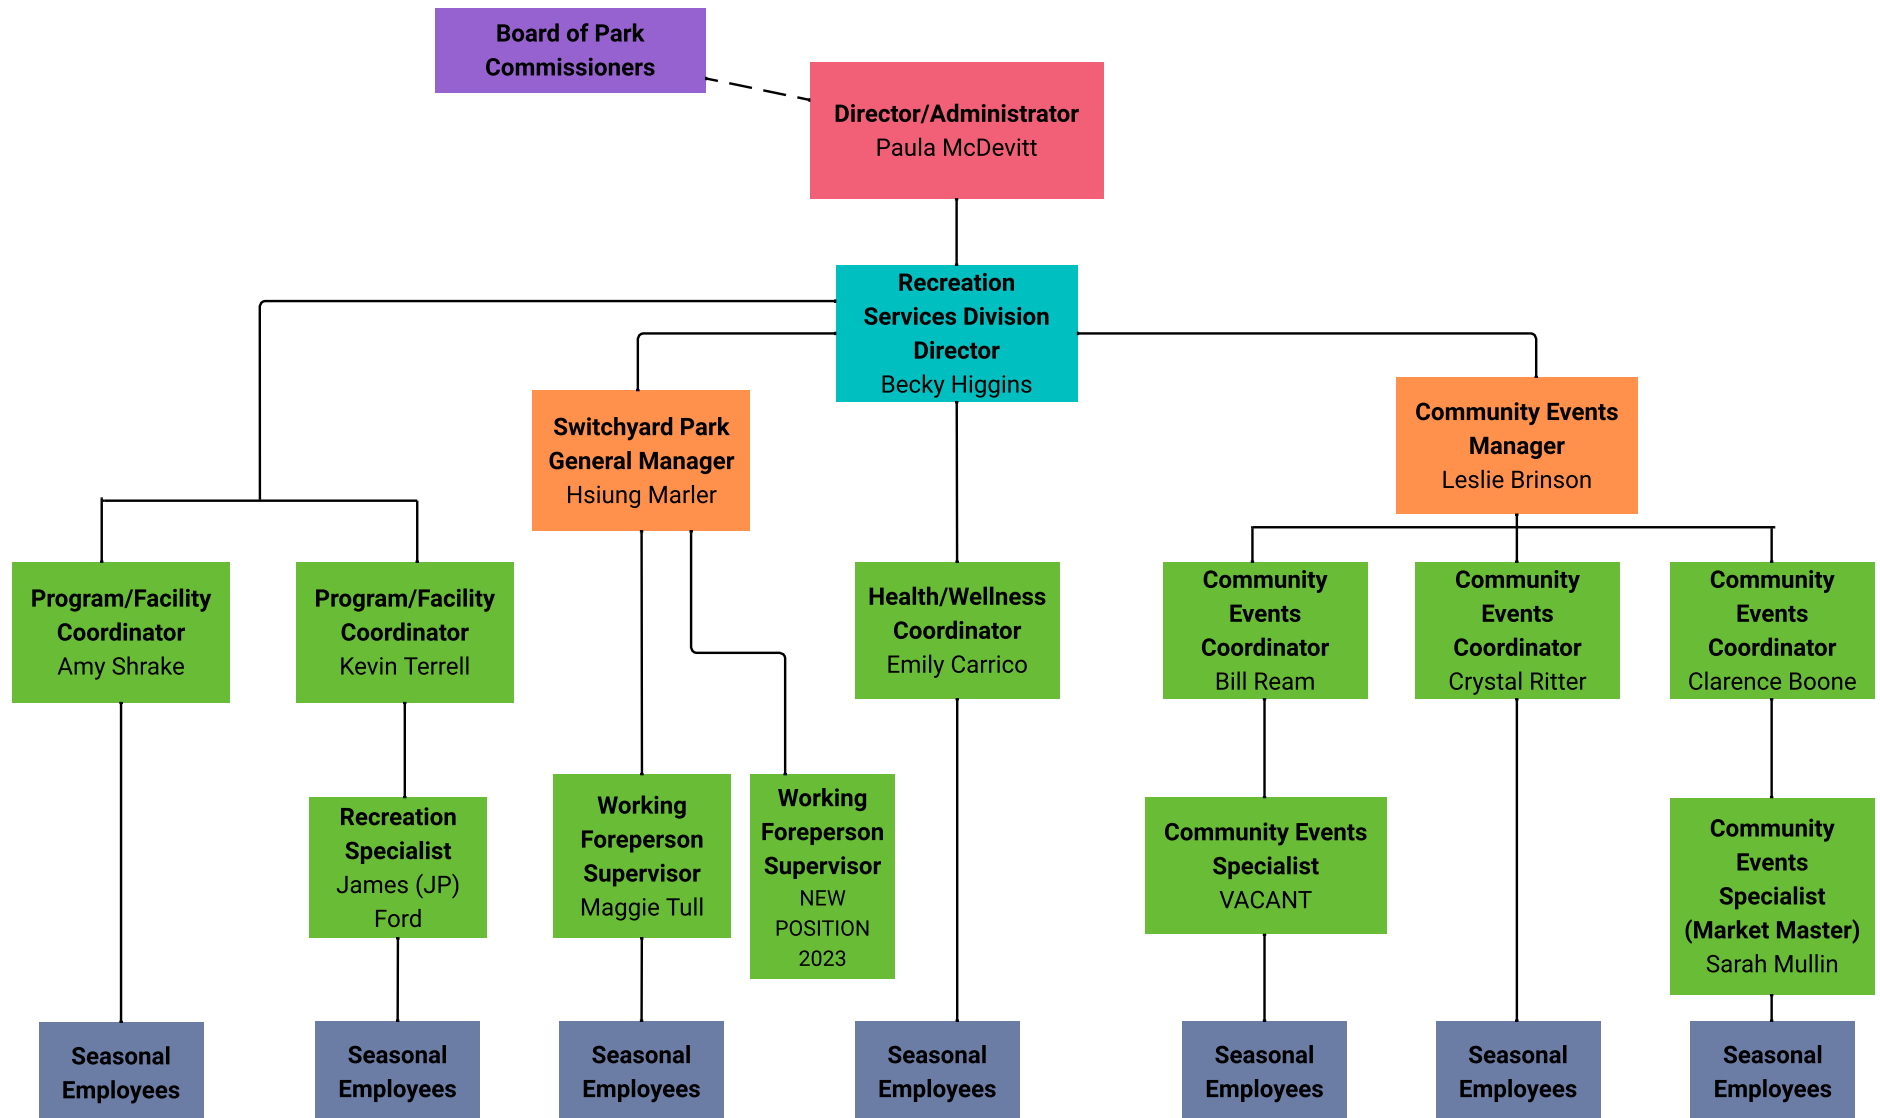 Board of Park
Commissioners
Director/Administrator
Paula McDevitt
Recreation
Services Division
Director
Becky Higgins
Switchyard Park
General Manager
Hsiung Marler
Community Events
Manager
Leslie Brinson
Program/Facility
Coordinator
Amy Shrake
Program/Facility
Coordinator
Kevin Terrell
Health/Wellness
Coordinator
Emily Carrico
Community
Events
Coordinator
Bill Ream
Community
Events
Coordinator
Crystal Ritter
Community
Events
Coordinator
Clarence Boone
Recreation
Specialist
James (JP)
Ford
Working
Foreperson
Supervisor
Maggie Tull
Working
Foreperson
Supervisor
NEW
POSITION
2023
Community Events
Specialist
VACANT
Community
Events
Specialist
(Market Master)
Sarah Mullin
Seasonal
Employees
Seasonal
Employees
Seasonal
Employees
Seasonal
Employees
Seasonal
Employees
Seasonal
Employees
Seasonal
Employees